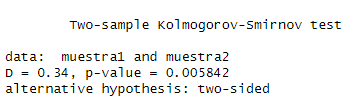 Two-sample Kolmogorov-Smirnov test
data:  muestra1 and muestra2
D = 0.34, p-value = 0.005842
alternative hypothesis: two-sided